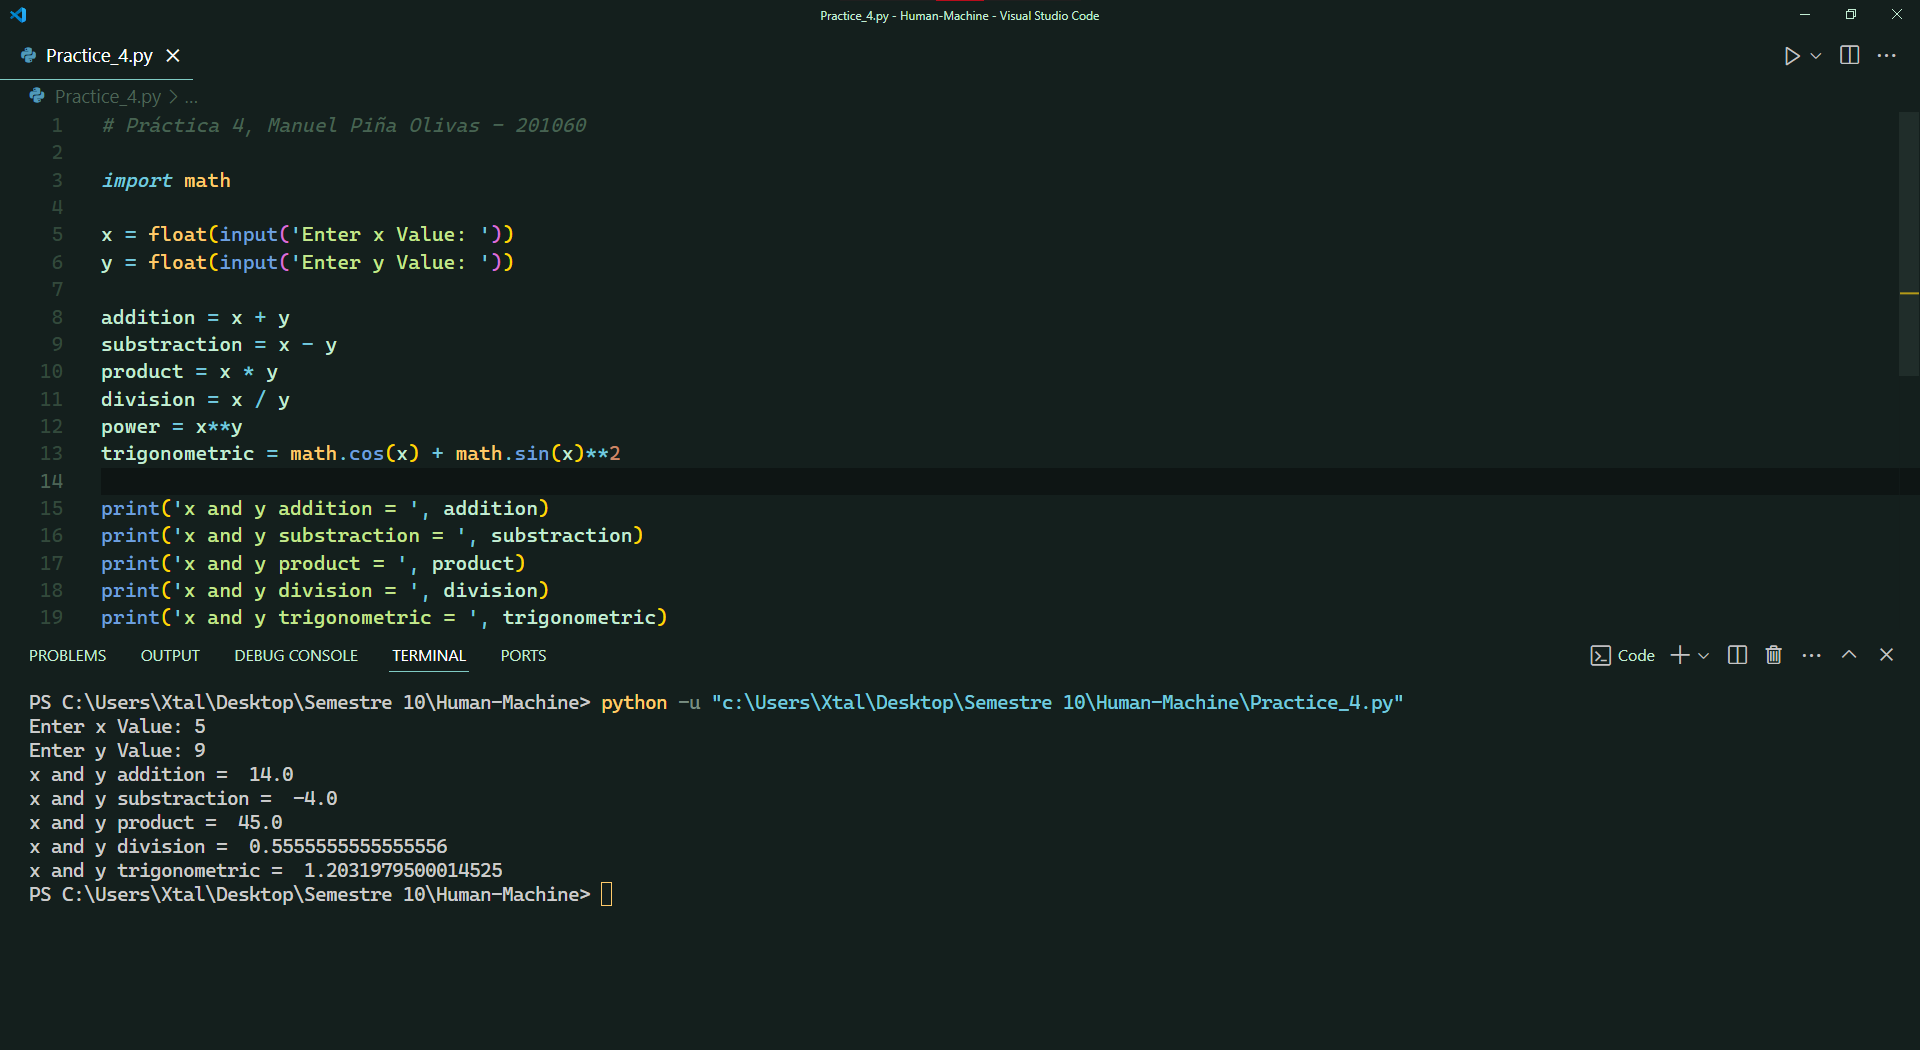 Practice_4.py - Human-Machine - Visual Studio Code
Practice_4.py
Practice_4.py > ...
1 # Práctica 4, Manuel Piña Olivas - 201060
2
3 import math
4
5 x = float(input('Enter x Value: '))
6 y = float(input('Enter y Value: '))
7
8 addition = x + y
9 substraction = x - y
10 product = x * y
11 division = x / y
12 power = x**y
13 trigonometric = math.cos(x) + math.sin(x)**2
14
15 print('x and y addition = ', addition)
16 print('x and y substraction = ', substraction)
17 print('x and y product = ', product)
18 print('x and y division = ', division)
19 print('x and y trigonometric = ', trigonometric)
PROBLEMS OUTPUT DEBUG CONSOLE TERMINAL PORTS Code
PS C:\Users\Xtal\Desktop\Semestre 10\Human-Machine> python -u "c:\Users\Xtal\Desktop\Semestre 10\Human-Machine\Practice_4.py"
Enter x Value: 5
Enter y Value: 9
x and y addition =  14.0
x and y substraction =  -4.0
x and y product =  45.0
x and y division =  0.5555555555555556
x and y trigonometric =  1.2031979500014525
PS C:\Users\Xtal\Desktop\Semestre 10\Human-Machine>